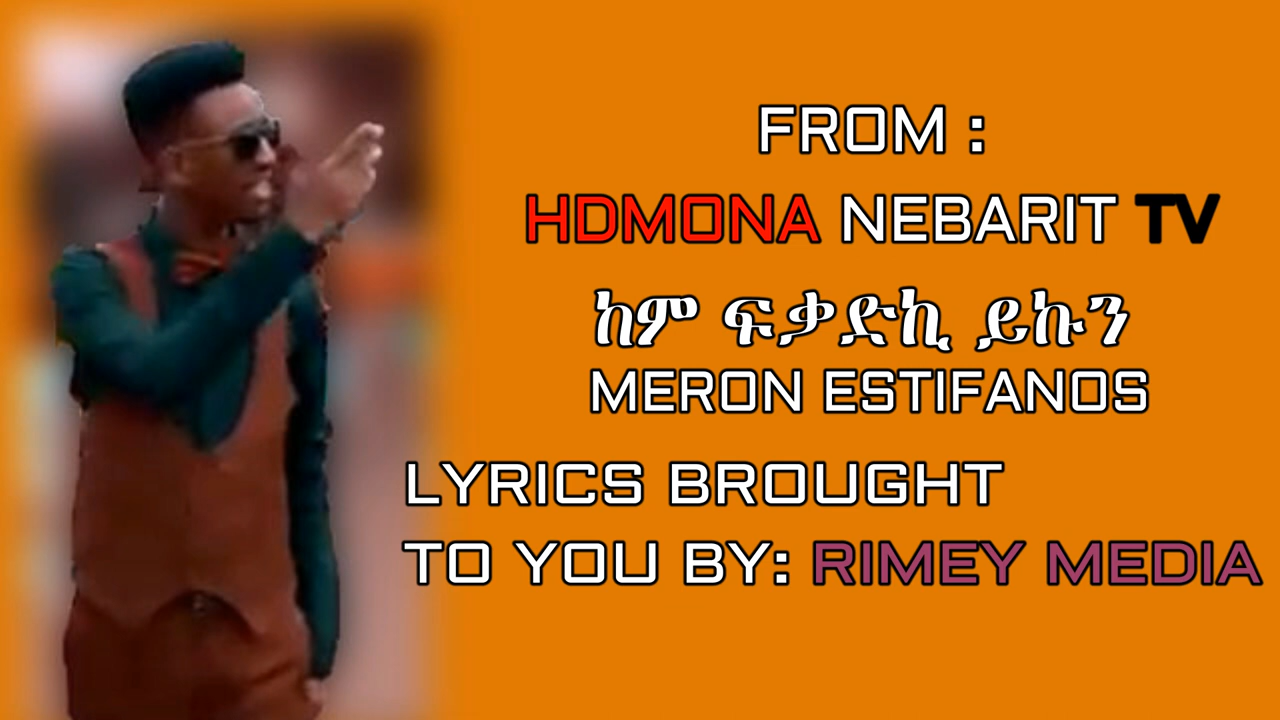 FROM :
HDMONA NEBARIT TV
ከም ፍቃድኪ ይኩን
MERON ESTIFANOS
LYRICS BROUGHT
TO YOU BY: RIMEY MEDIA